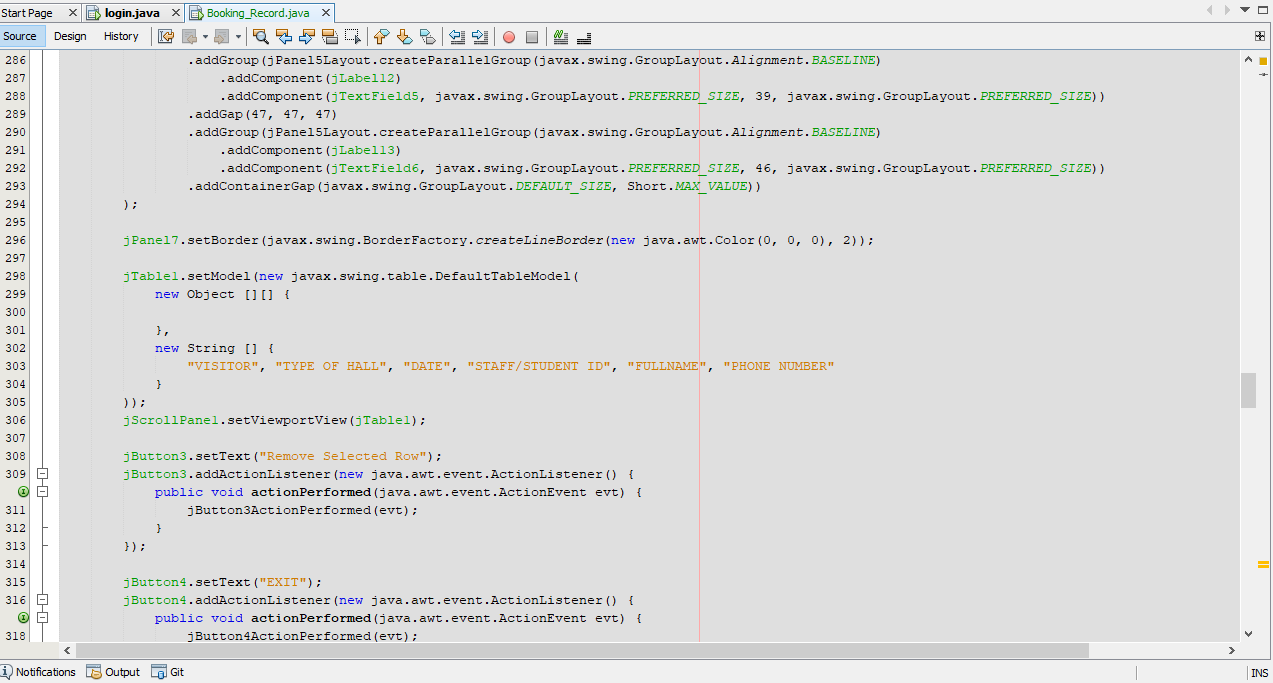 Start Page login.java Booking_Record.java
Source Design History
286 .addGroup(jPanel5Layout.createParallelGroup(javax.swing.GroupLayout.Alignment.BASELINE)
287 .addComponent(jLabel12)
288 .addComponent(jTextField5, javax.swing.GroupLayout.PREFERRED_SIZE, 39, javax.swing.GroupLayout.PREFERRED_SIZE))
289 .addGap(47, 47, 47)
290 .addGroup(jPanel5Layout.createParallelGroup(javax.swing.GroupLayout.Alignment.BASELINE)
291 .addComponent(jLabel13)
292 .addComponent(jTextField6, javax.swing.GroupLayout.PREFERRED_SIZE, 46, javax.swing.GroupLayout.PREFERRED_SIZE))
293 .addContainerGap(javax.swing.GroupLayout.DEFAULT_SIZE, Short.MAX_VALUE))
294 );
295
296 jPanel7.setBorder(javax.swing.BorderFactory.createLineBorder(new java.awt.Color(0, 0, 0), 2));
297
298 jTable1.setModel(new javax.swing.table.DefaultTableModel(
299 new Object [][] {
300
301 },
302 new String [] {
303 "VISITOR", "TYPE OF HALL", "DATE", "STAFF/STUDENT ID", "FULLNAME", "PHONE NUMBER"
304 }
305 ));
306 jScrollPane1.setViewportView(jTable1);
307
308 jButton3.setText("Remove Selected Row");
309 jButton3.addActionListener(new java.awt.event.ActionListener() {
public void actionPerformed(java.awt.event.ActionEvent evt) {
311 jButton3ActionPerformed(evt);
312 }
313 });
314
315 jButton4.setText("EXIT");
316 jButton4.addActionListener(new java.awt.event.ActionListener() {
public void actionPerformed(java.awt.event.ActionEvent evt) {
318 jButton4ActionPerformed(evt);
Notifications Output Git INS